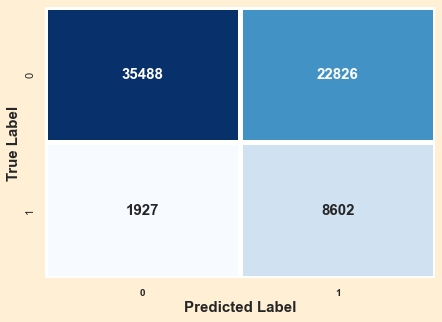 35488 22826
0
True Label
1927 8602
1
0 1
Predicted Label